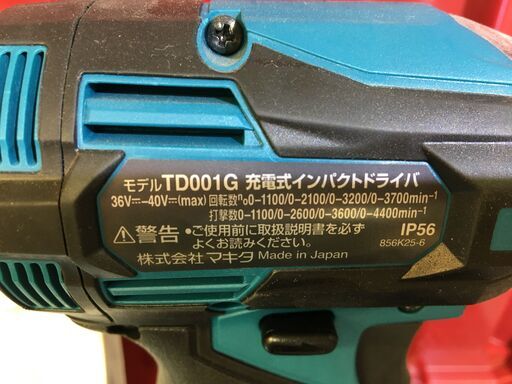 モデルTD001G 充電式インパクトドライバ
36V⎓-40V⎓(max) 回転数n0 0-1100/0-2100/0-3200/0-3700min-1
打撃数0-1100/0-2600/0-3600/0-4400min-1
⚠警告 •ご使用前に取扱説明書を必ず IP56
よくお読みください。 856K25-6
株式会社マキタ Made in Japan